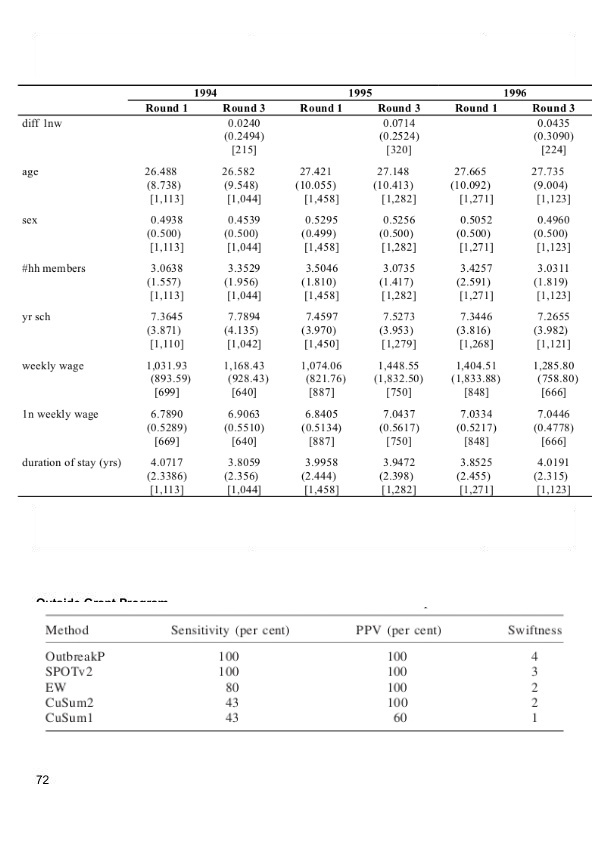 1994 1995 1996
Round 1 Round 3 Round 1 Round 3 Round 1 Round 3
diff lnw 0.0240 0.0714 0.0435
(0.2494) (0.2524) (0.3090)
[215] [320] [224]
age 26.488 26.582 27.421 27.148 27.665 27.735
(8.738) (9.548) (10.055) (10.413) (10.092) (9.004)
[1,113] [1,044] [1,458] [1,282] [1,271] [1,123]
sex 0.4938 0.4539 0.5295 0.5256 0.5052 0.4960
(0.500) (0.500) (0.499) (0.500) (0.500) (0.500)
[1,113] [1,044] [1,458] [1,282] [1,271] [1,123]
#hh members 3.0638 3.3529 3.5046 3.0735 3.4257 3.0311
(1.557) (1.956) (1.810) (1.417) (2.591) (1.819)
[1,113] [1,044] [1,458] [1,282] [1,271] [1,123]
yr sch 7.3645 7.7894 7.4597 7.5273 7.3446 7.2655
(3.871) (4.135) (3.970) (3.953) (3.816) (3.982)
[1,110] [1,042] [1,450] [1,279] [1,268] [1,121]
weekly wage 1,031.93 1,168.43 1,074.06 1,448.55 1,404.51 1,285.80
(893.59) (928.43) (821.76) (1,832.50) (1,833.88) (758.80)
[699] [640] [887] [750] [848] [666]
ln weekly wage 6.7890 6.9063 6.8405 7.0437 7.0334 7.0446
(0.5289) (0.5510) (0.5134) (0.5617) (0.5217) (0.4778)
[669] [640] [887] [750] [848] [666]
duration of stay (yrs) 4.0717 3.8059 3.9958 3.9472 3.8525 4.0191
(2.3386) (2.356) (2.444) (2.398) (2.455) (2.315)
[1,113] [1,044] [1,458] [1,282] [1,271] [1,123]
Outside Grant Program
Method Sensitivity (per cent) PPV (per cent) Swiftness
OutbreakP 100 100 4
SPOTv2 100 100 3
EW 80 100 2
CuSum2 43 100 2
CuSum1 43 60 1
72